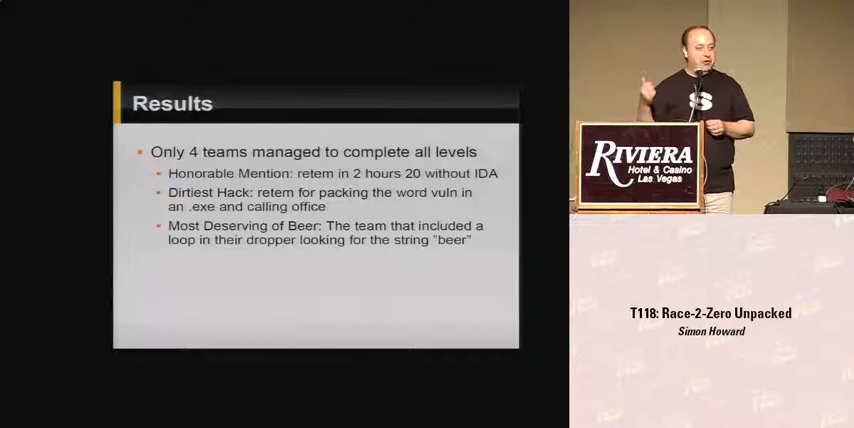 Results
Only 4 teams managed to complete all levels
Honorable Mention: retem in 2 hours 20 without IDA
Dirtiest Hack: retem for packing the word vuln in
an .exe and calling office
Most Deserving of Beer: The team that included a
loop in their dropper looking for the string "beer"
S
RIVIERA
Hotel & Casino
Las Vegas
T118: Race-2-Zero Unpacked
Simon Howard